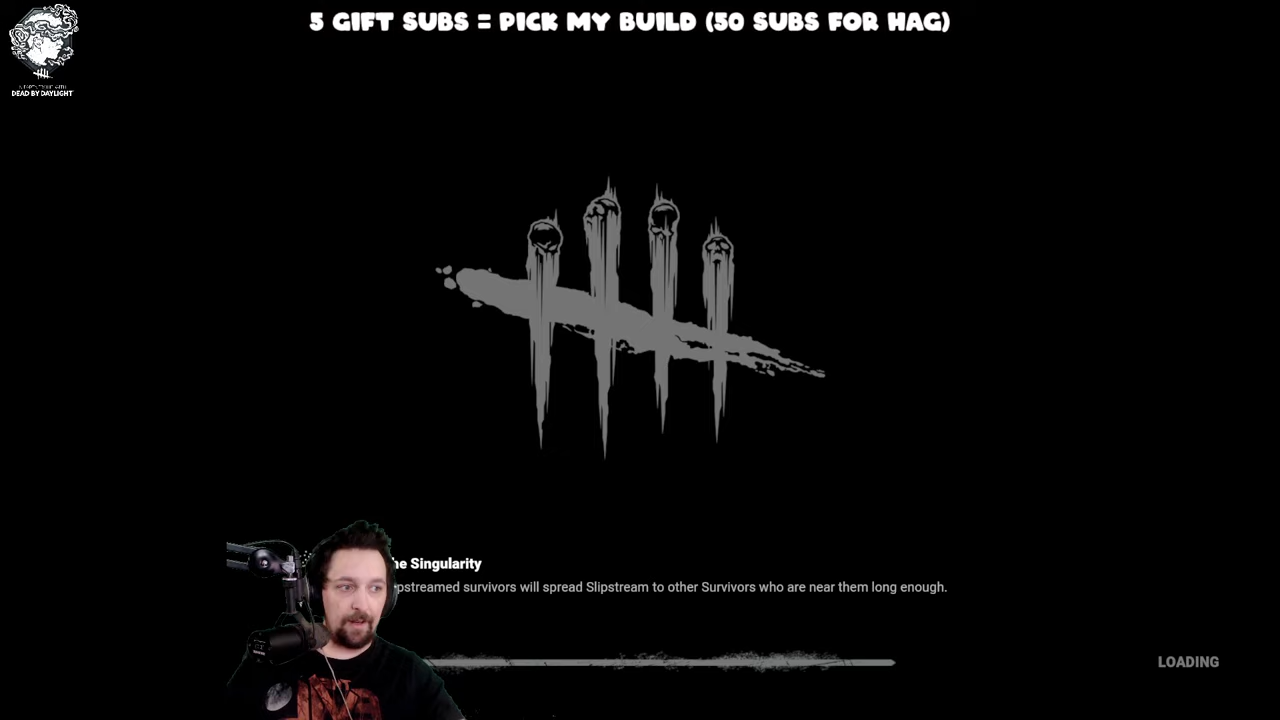 5 GIFT SUBS = PICK MY BUILD (50 SUBS FOR HAG)
DEAD BY DAYLIGHT
he Singularity
pstreamed survivors will spread Slipstream to other Survivors who are near them long enough.
LOADING